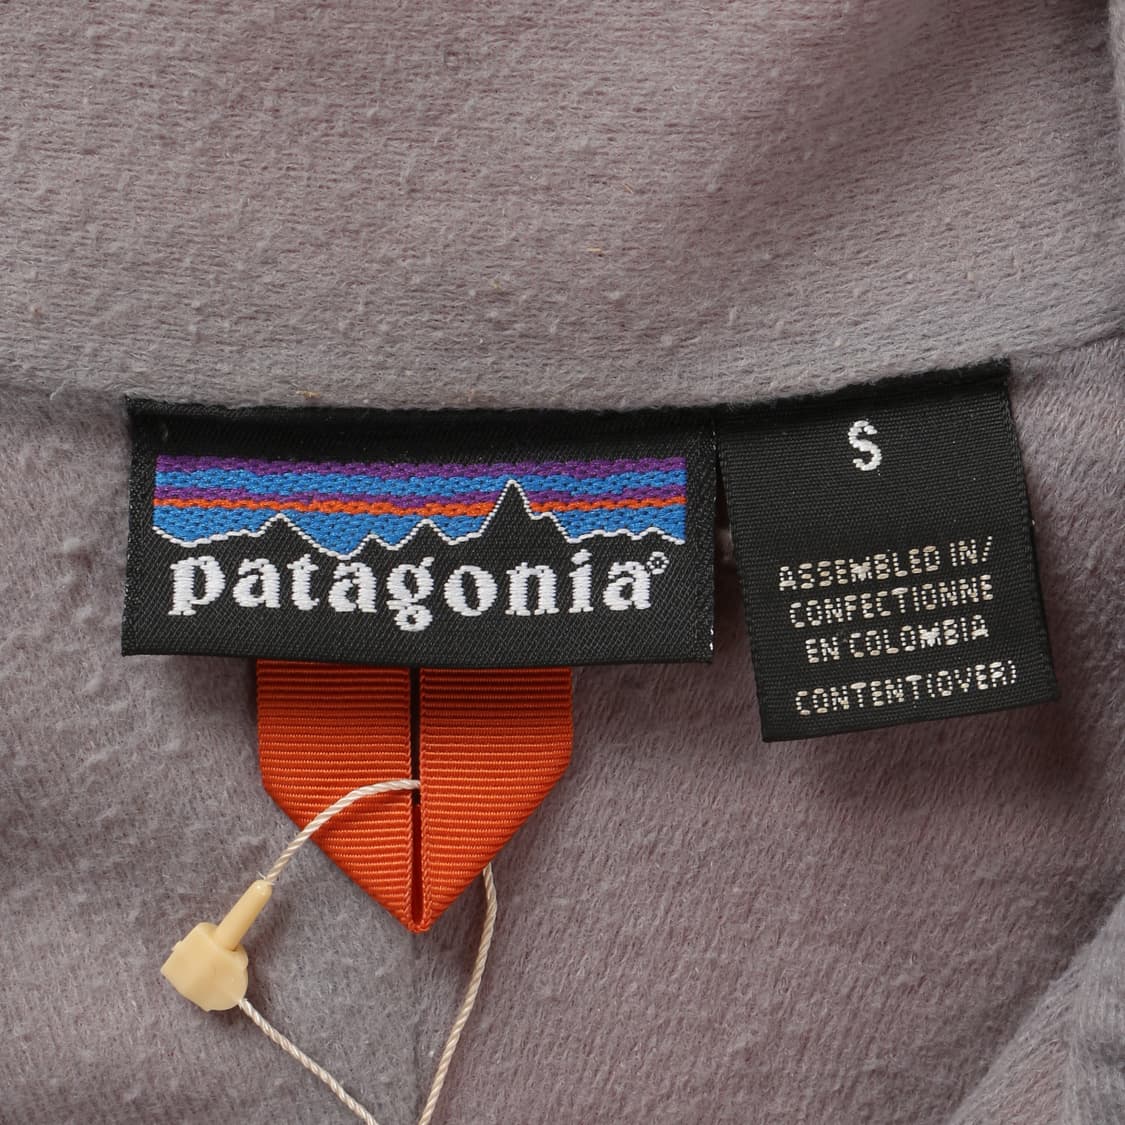 patagonia®
S
ASSEMBLED IN/
CONFECTIONNE
EN COLOMBIA
CONTENT(OVER)